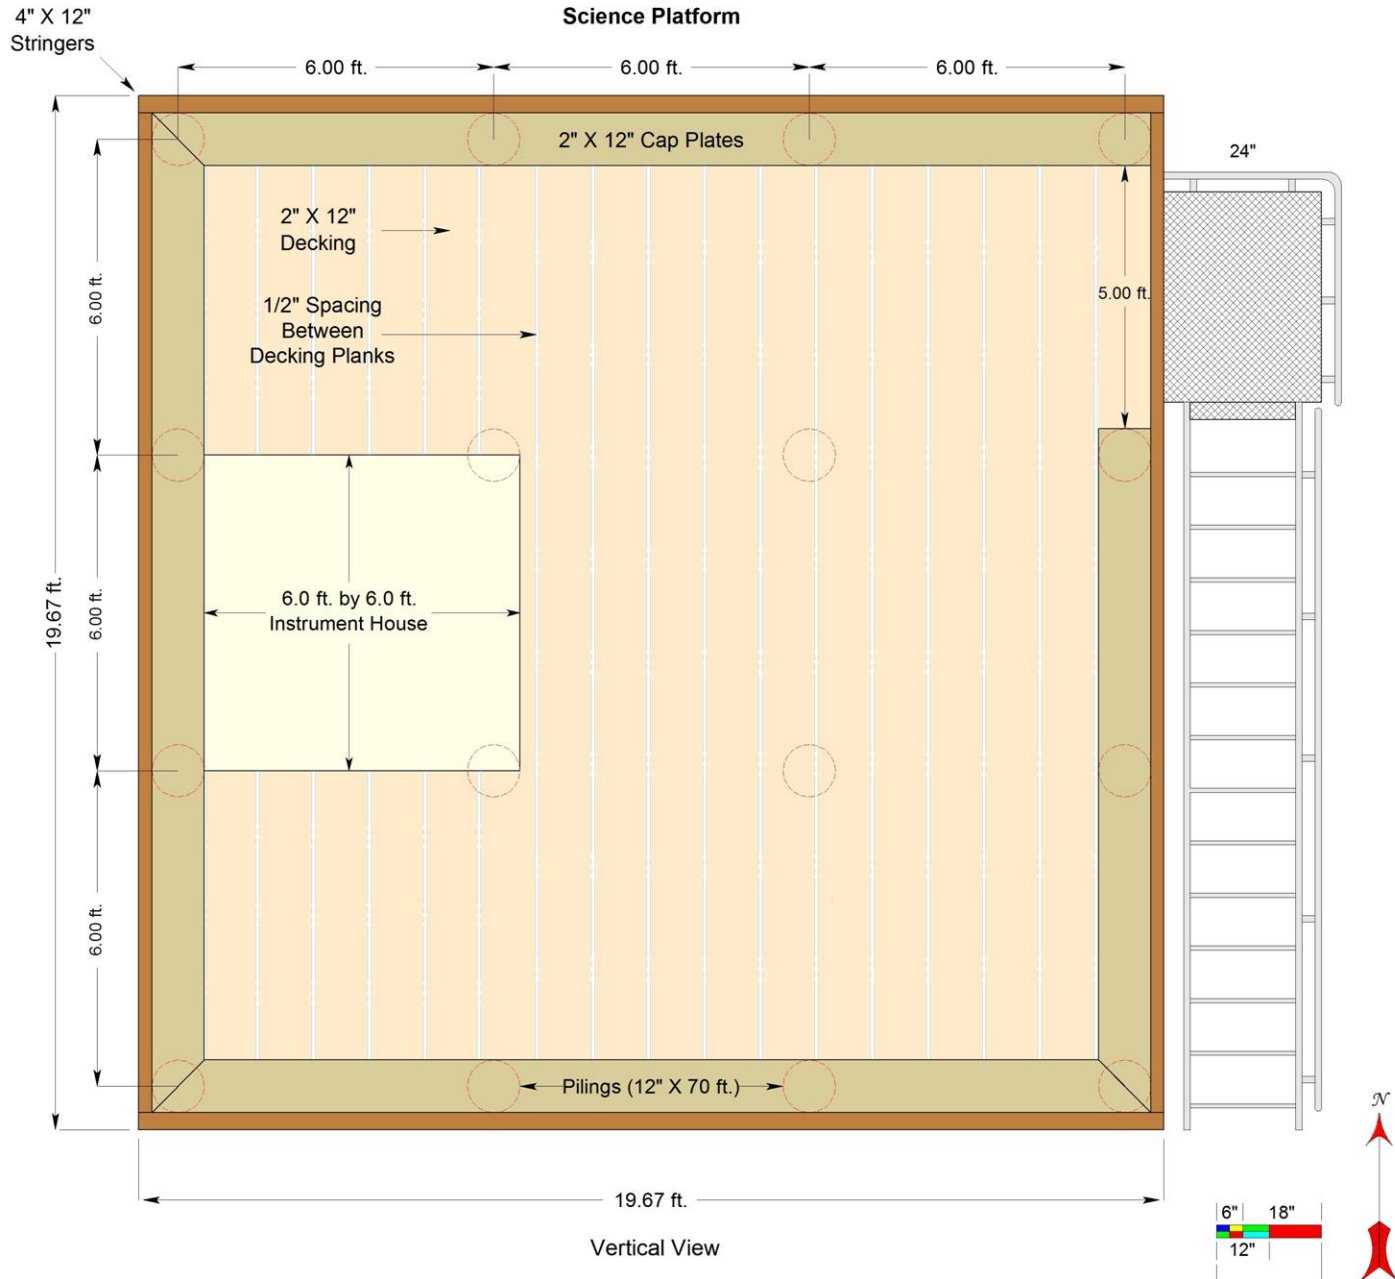 Science Platform
4" X 12"
Stringers
6.00 ft.
6.00 ft.
6.00 ft.
2" X 12" Cap Plates
24"
2" X 12"
Decking
1/2" Spacing
Between
Decking Planks
5.00 ft.
6.00 ft.
6.00 ft.
6.00 ft.
19.67 ft.
6.0 ft. by 6.0 ft.
Instrument House
Pilings (12" X 70 ft.)
19.67 ft.
Vertical View
N
6" 18"
12"